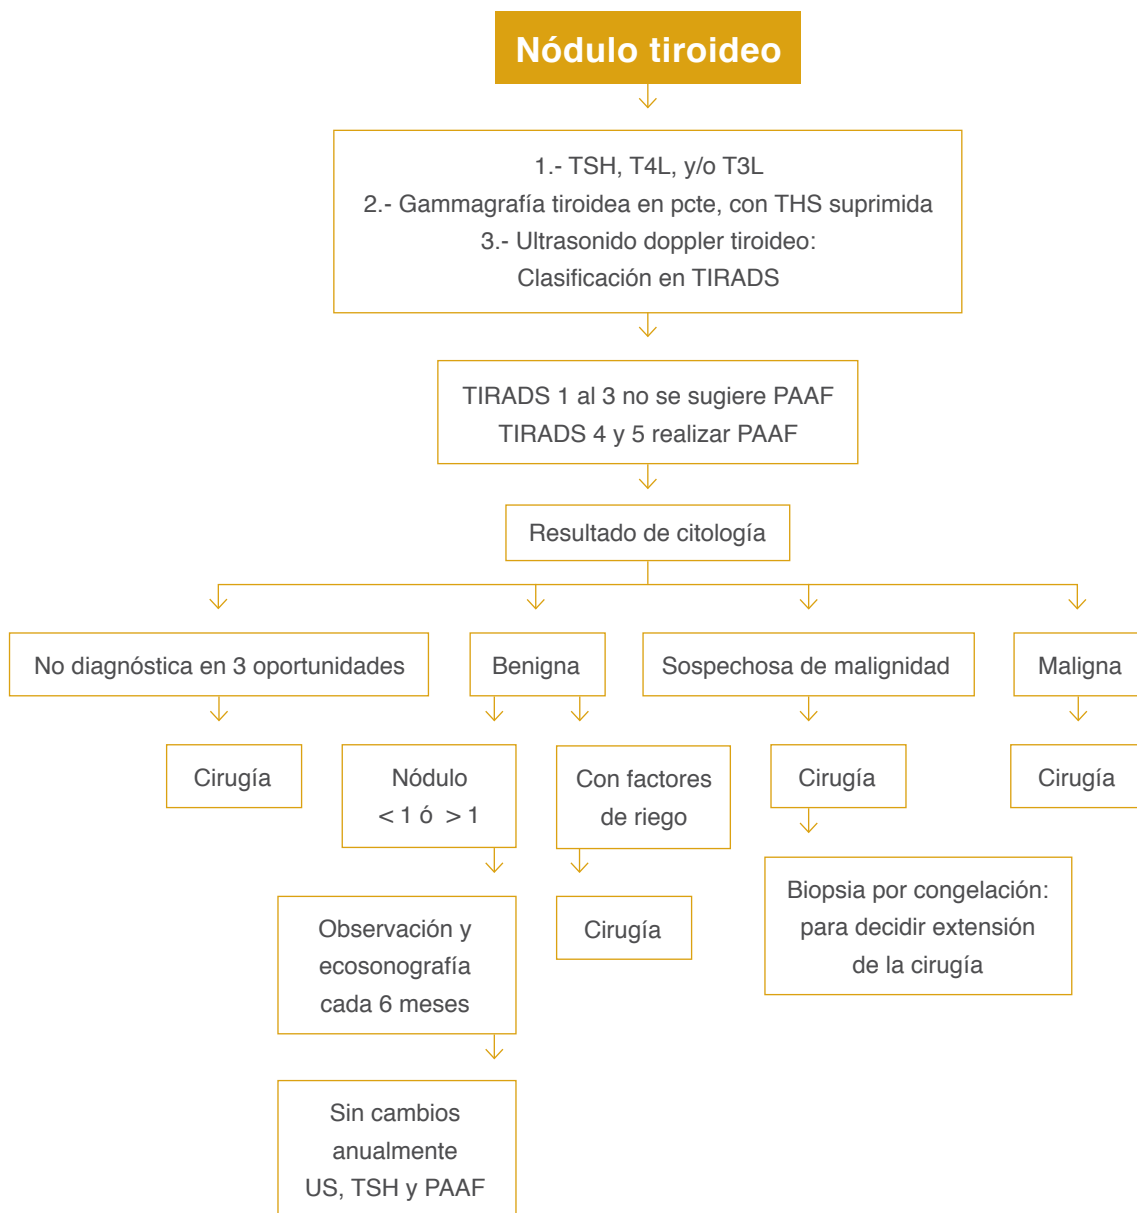 Nódulo tiroideo
1.- TSH, T4L, y/o T3L
2.- Gammagrafía tiroidea en pcte, con THS suprimida
3.- Ultrasonido doppler tiroideo:
Clasificación en TIRADS
TIRADS 1 al 3 no se sugiere PAAF
TIRADS 4 y 5 realizar PAAF
Resultado de citología
No diagnóstica en 3 oportunidades
Benigna
Sospechosa de malignidad
Maligna
Cirugía
Nódulo
< 1 ó > 1
Con factores
de riego
Cirugía
Cirugía
Observación y
ecosonografía
cada 6 meses
Cirugía
Biopsia por congelación:
para decidir extensión
de la cirugía
Sin cambios
anualmente
US, TSH y PAAF